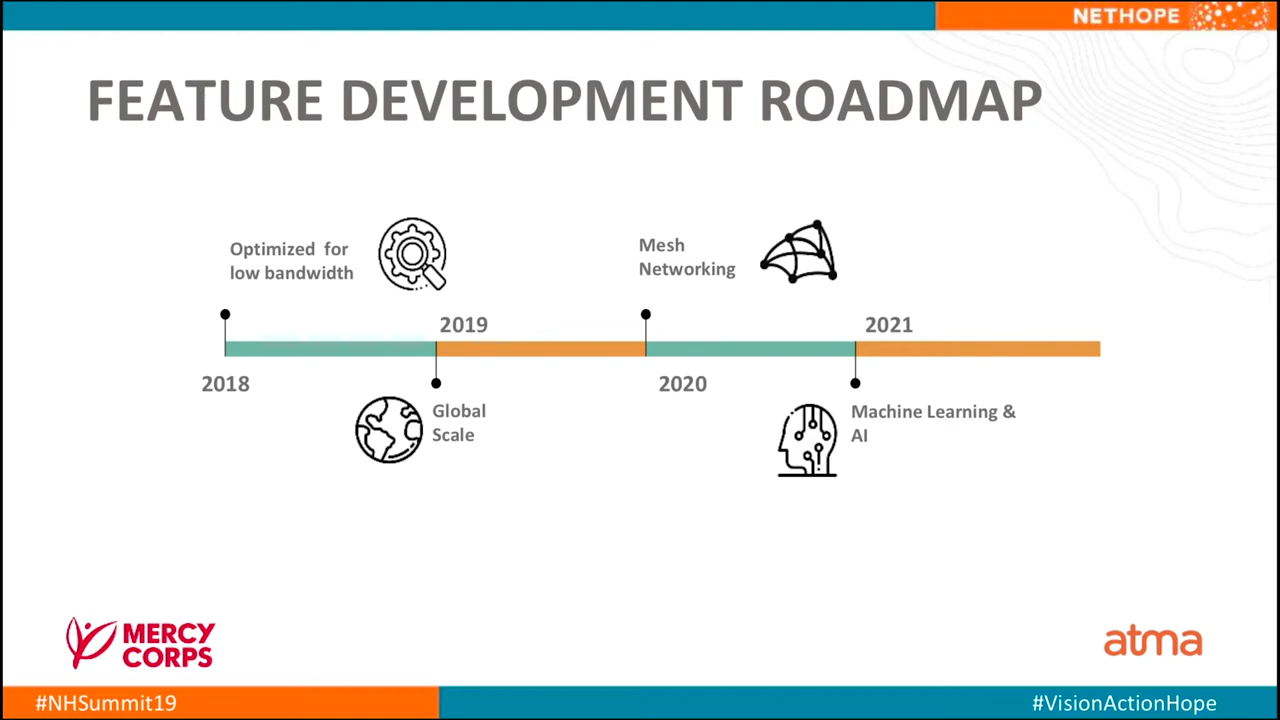 NETHOPE
FEATURE DEVELOPMENT ROADMAP
Optimized for
low bandwidth
Mesh
Networking
2019
2021
2018
2020
Global
Scale
Machine Learning &
AI
MERCY
CORPS
atma
#NHSummit19
#VisionActionHope